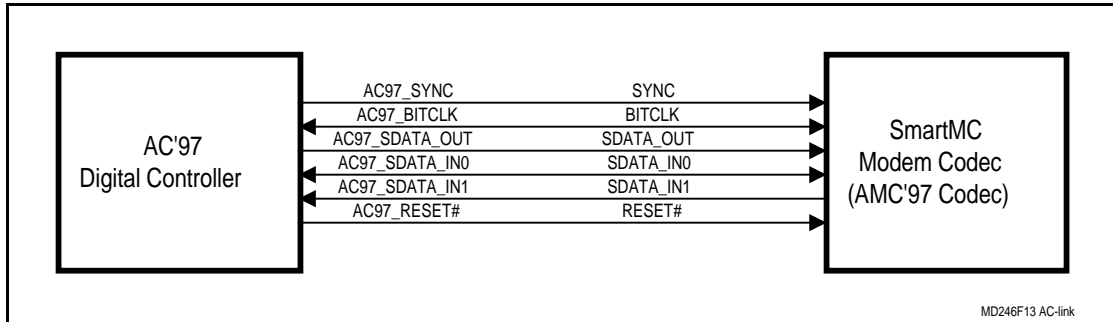 AC'97
Digital Controller
AC97_SYNC SYNC
AC97_BITCLK BITCLK
AC97_SDATA_OUT SDATA_OUT
AC97_SDATA_IN0 SDATA_IN0
AC97_SDATA_IN1 SDATA_IN1
AC97_RESET# RESET#
SmartMC
Modem Codec
(AMC'97 Codec)
MD246F13 AC-link